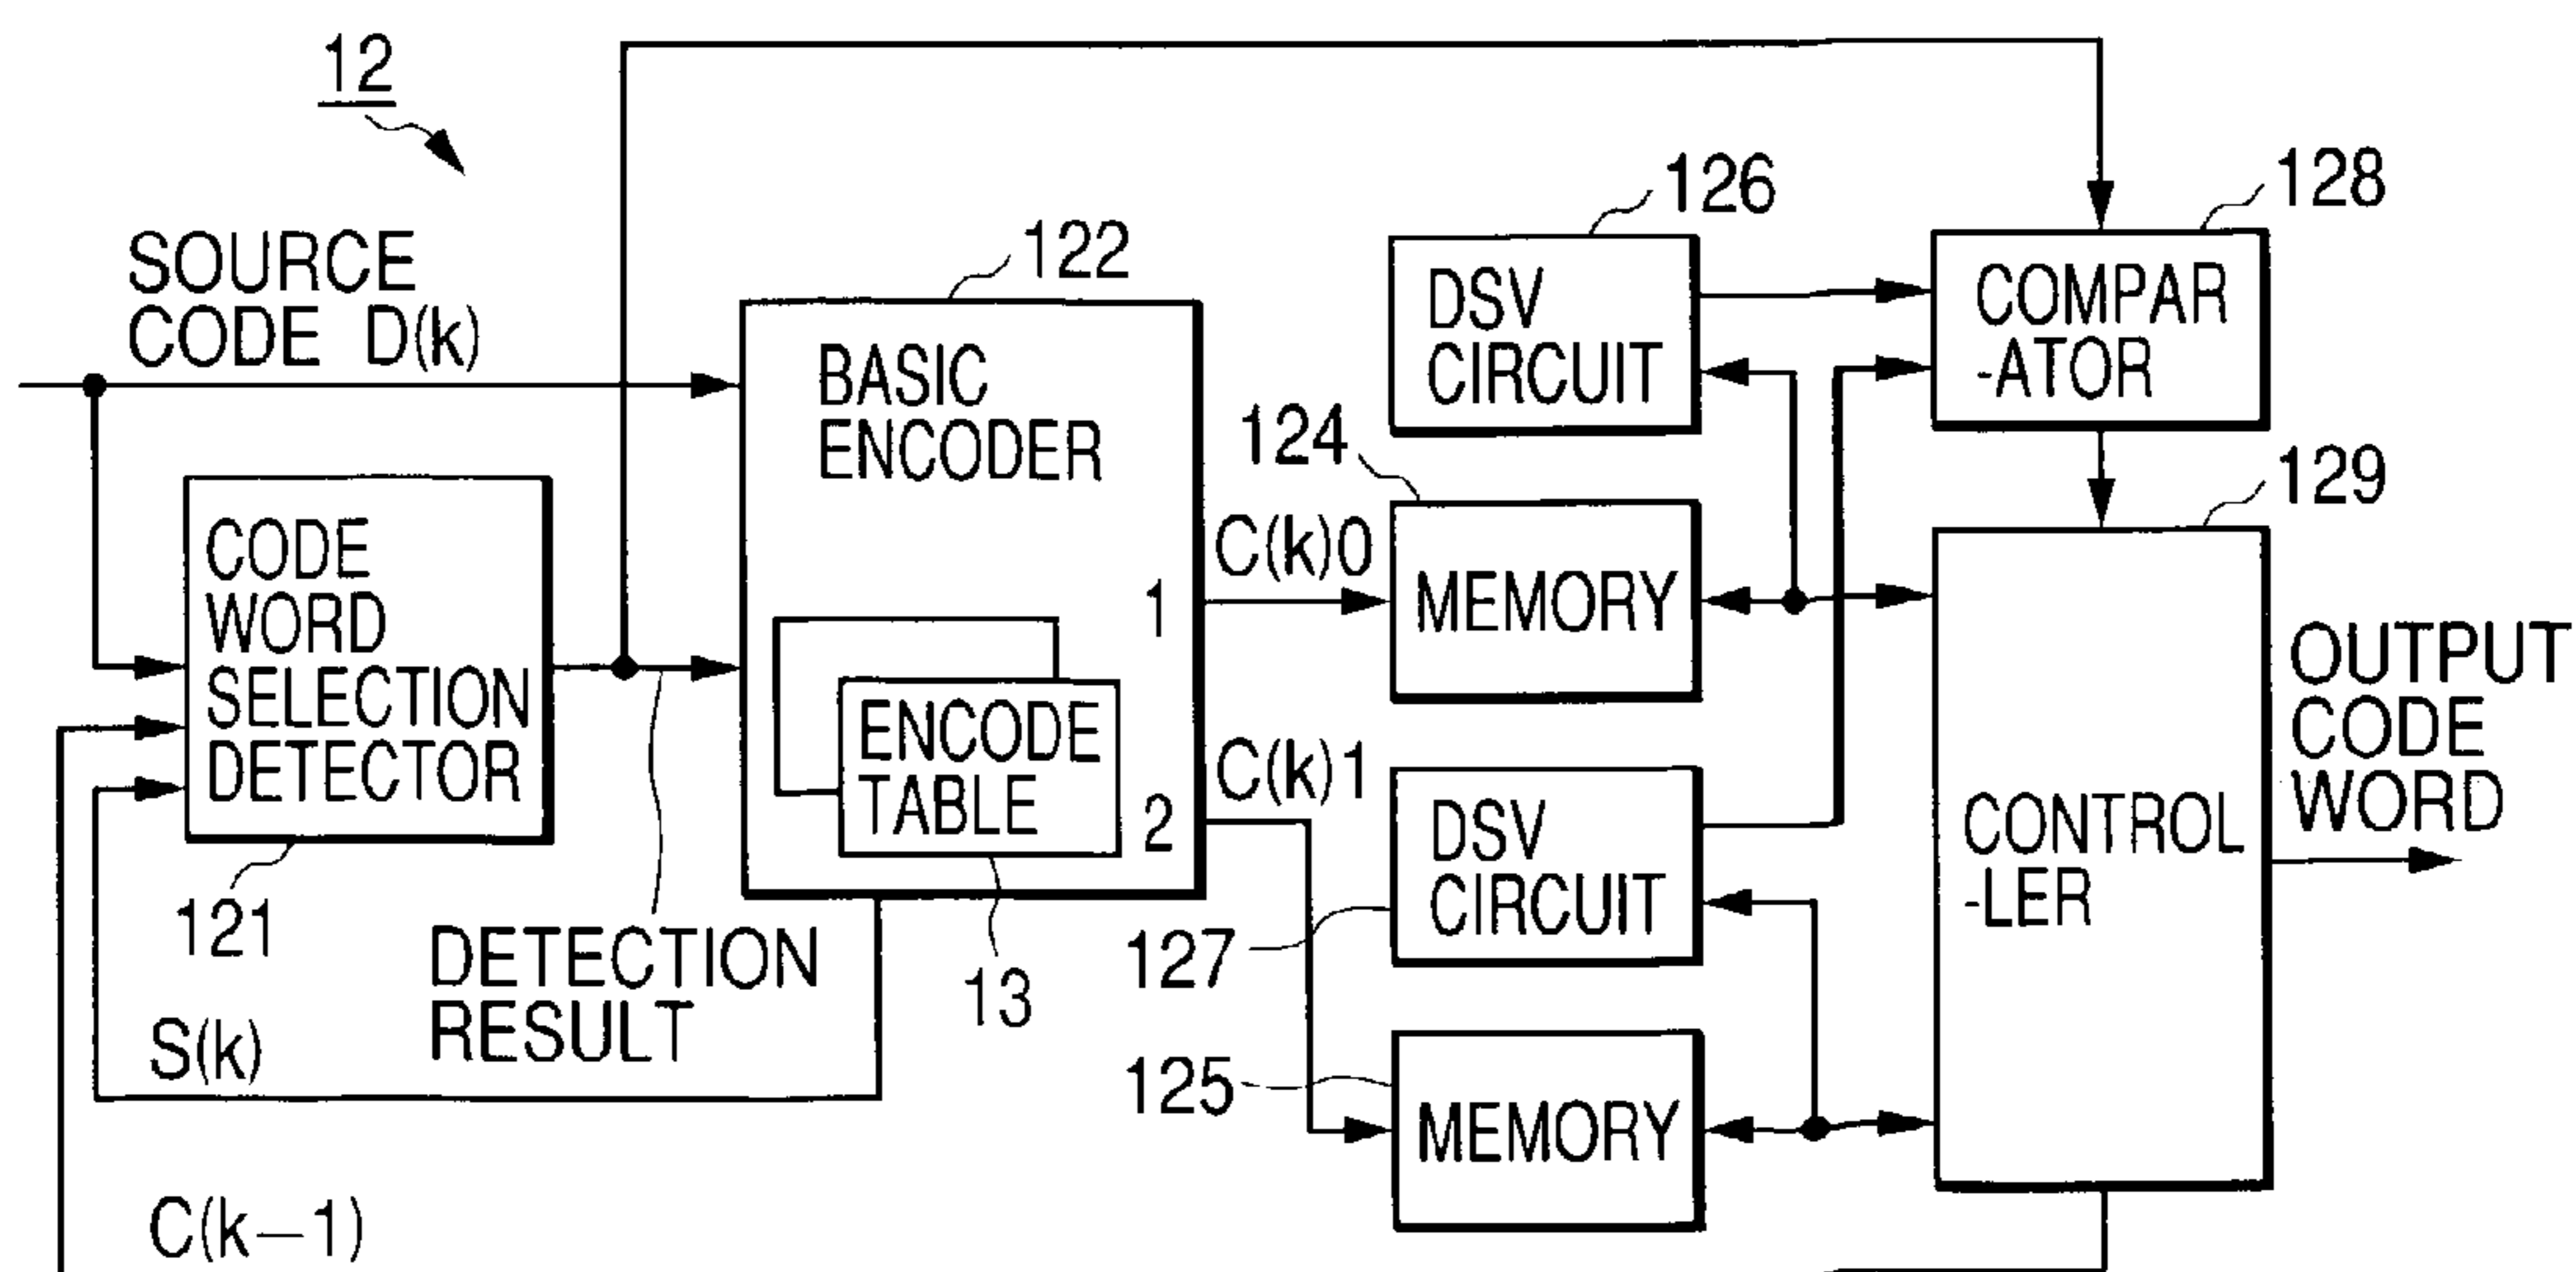 12
SOURCE
CODE D(k)
122
126
128
BASIC
ENCODER
DSV
CIRCUIT
COMPAR
-ATOR
124
129
CODE
WORD
SELECTION
DETECTOR
1
C(k)0
MEMORY
ENCODE
TABLE
2
C(k)1
DSV
CIRCUIT
CONTROL
-LER
OUTPUT
CODE
WORD
121
DETECTION
RESULT
13
127
S(k)
125
MEMORY
C(k−1)